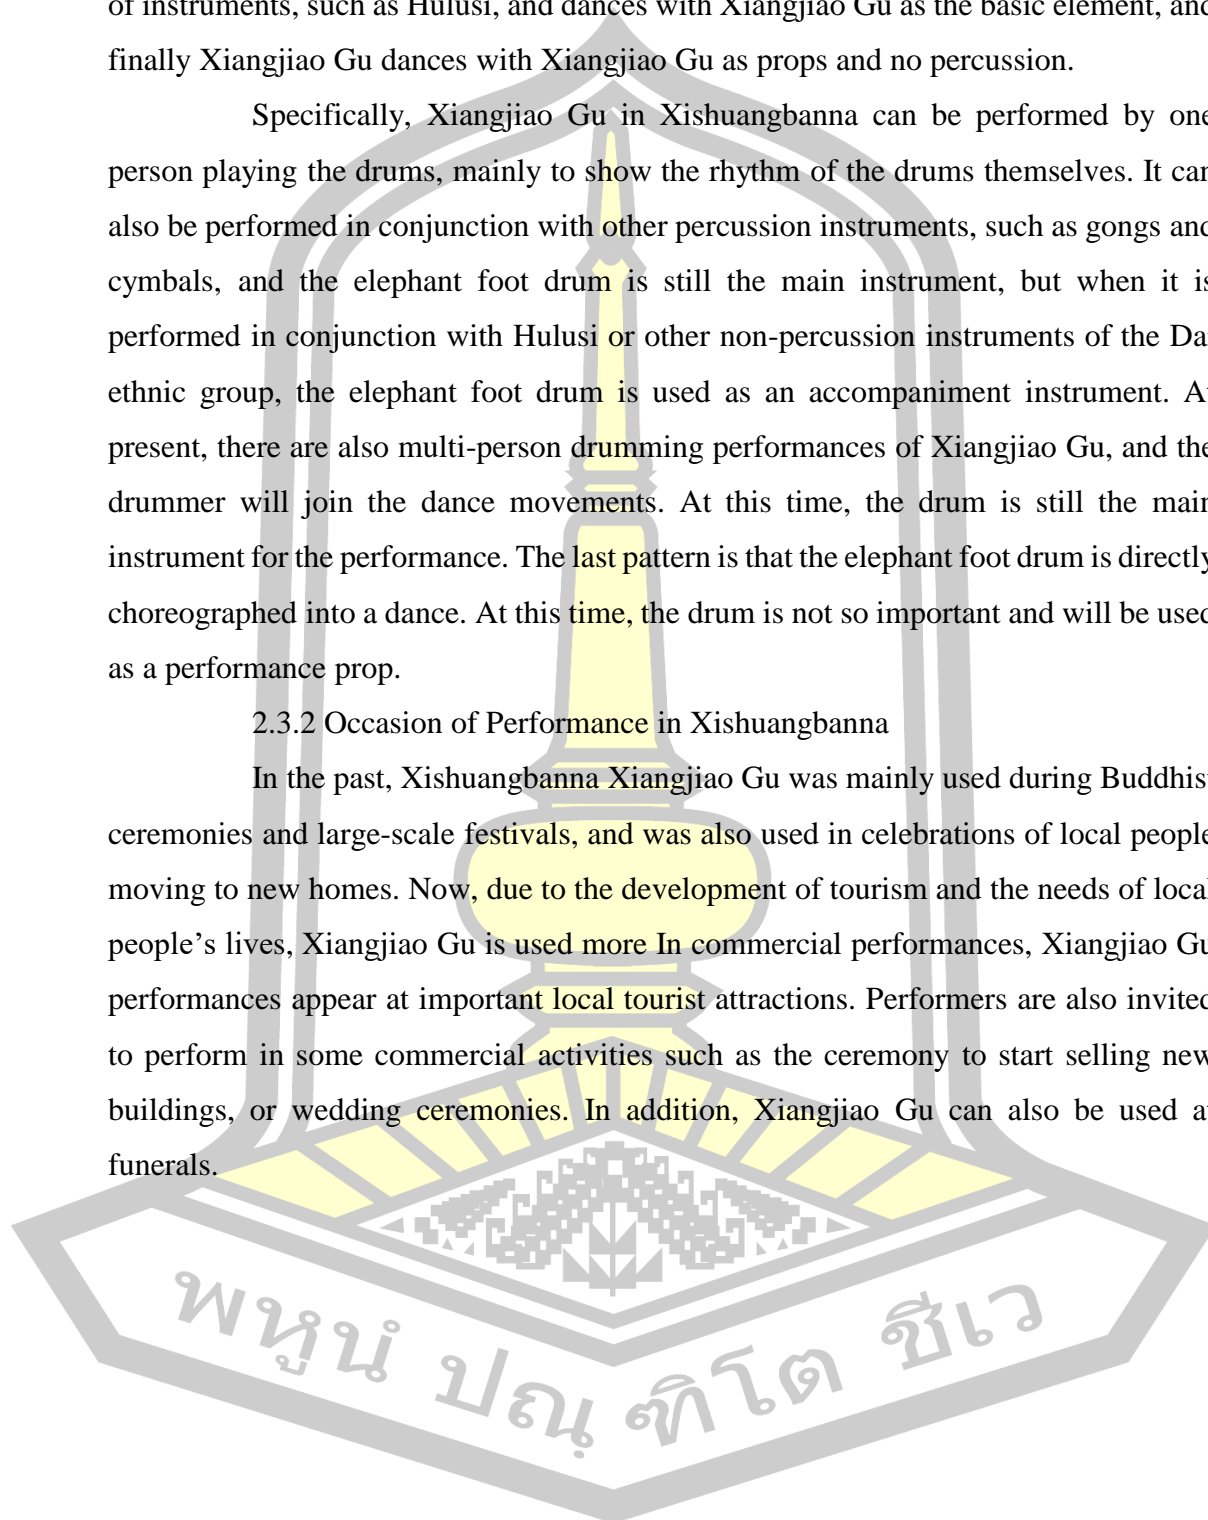 of instruments, such as Hulusi, and dances with Xiangjiao Gu as the basic element, and
finally Xiangjiao Gu dances with Xiangjiao Gu as props and no percussion.
Specifically, Xiangjiao Gu in Xishuangbanna can be performed by one
person playing the drums, mainly to show the rhythm of the drums themselves. It can
also be performed in conjunction with other percussion instruments, such as gongs and
cymbals, and the elephant foot drum is still the main instrument, but when it is
performed in conjunction with Hulusi or other non-percussion instruments of the Dai
ethnic group, the elephant foot drum is used as an accompaniment instrument. At
present, there are also multi-person drumming performances of Xiangjiao Gu, and the
drummer will join the dance movements. At this time, the drum is still the main
instrument for the performance. The last pattern is that the elephant foot drum is directly
choreographed into a dance. At this time, the drum is not so important and will be used
as a performance prop.
2.3.2 Occasion of Performance in Xishuangbanna
In the past, Xishuangbanna Xiangjiao Gu was mainly used during Buddhist
ceremonies and large-scale festivals, and was also used in celebrations of local people
moving to new homes. Now, due to the development of tourism and the needs of local
people’s lives, Xiangjiao Gu is used more In commercial performances, Xiangjiao Gu
performances appear at important local tourist attractions. Performers are also invited
to perform in some commercial activities such as the ceremony to start selling new
buildings, or wedding ceremonies. In addition, Xiangjiao Gu can also be used at
funerals.
พหูนํ ปณฺฑิโต ชีเว